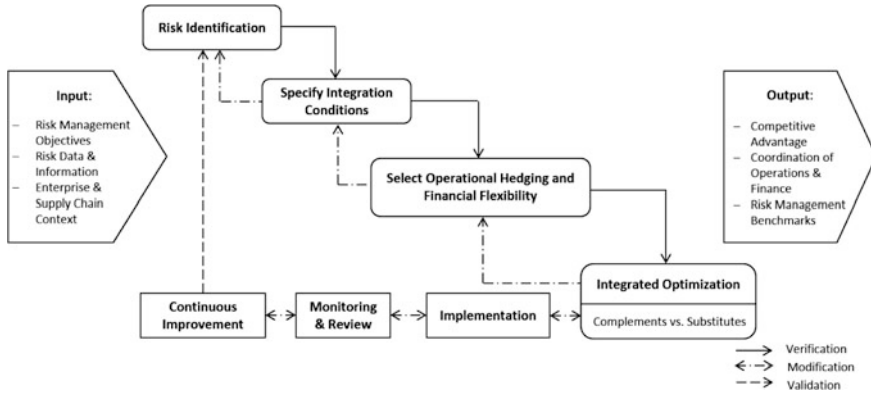 Risk Identification
Input:
– Risk Management
Objectives
– Risk Data &
Information
– Enterprise &
Supply Chain
Context
Specify Integration
Conditions
Select Operational Hedging and
Financial Flexibility
Integrated Optimization
Complements vs. Substitutes
Implementation
Monitoring
& Review
Continuous
Improvement
Output:
– Competitive
Advantage
– Coordination of
Operations &
Finance
– Risk Management
Benchmarks
Verification
Modification
Validation